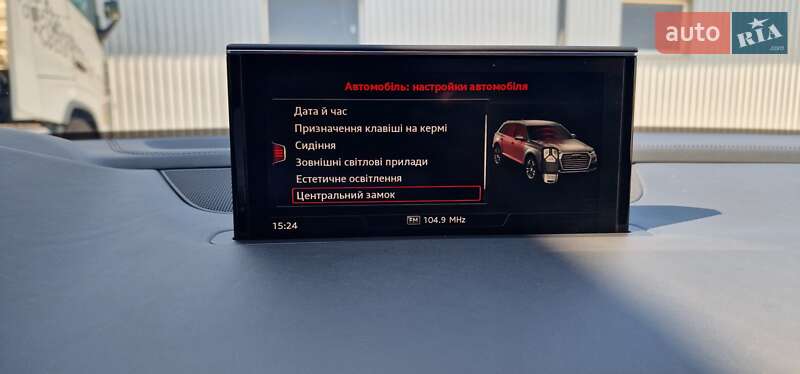 auto RIA.com
Автомобіль: настройки автомобіля
Дата й час
Призначення клавіші на кермі
Сидіння
Зовнішні світлові прилади
Естетичне освітлення
Центральний замок
15:24 FM 104.9 MHz